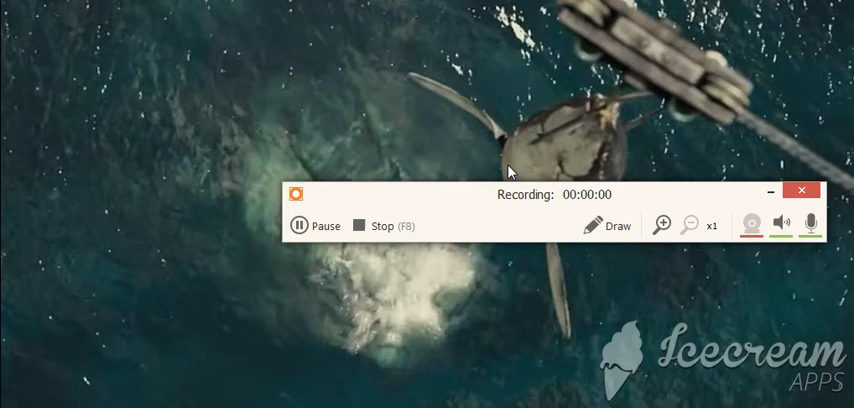 Recording: 00:00:00
Pause Stop (F8) Draw x1
Icecream
APPS